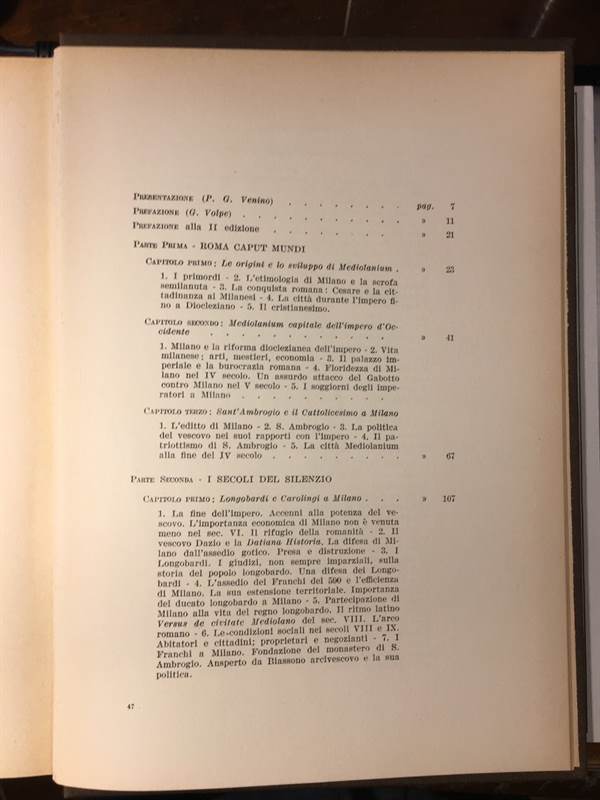 PRESENTAZIONE (P. G. Venino) . . . . . . . . pag. 7
PREFAZIONE (G. Volpe) . . . . . . . . . . » 11
PREFAZIONE alla II edizione . . . . . . . . » 21
PARTE PRIMA - ROMA CAPUT MUNDI
CAPITOLO PRIMO: Le origini e lo sviluppo di Mediolanium . » 23
1. I primordi - 2. L'etimologia di Milano e la scrofa
semilanuta - 3. La conquista romana: Cesare e la cit-
tadinanza ai Milanesi - 4. La città durante l'impero fi-
no a Diocleziano - 5. Il cristianesimo.
CAPITOLO SECONDO: Mediolanium capitale dell'impero d'Oc-
cidente . . . . . . . . . . . . » 41
1. Milano e la riforma dioclezianea dell'impero - 2. Vita
milanese; arti, mestieri, economia - 3. Il palazzo im-
periale e la burocrazia romana - 4. Floridezza di Mi-
lano nel IV secolo. Un assurdo attacco del Gabotto
contro Milano nel V secolo - 5. I soggiorni degli impe-
ratori a Milano . . . . . . . . .
CAPITOLO TERZO: Sant'Ambrogio e il Cattolicesimo a Milano
1. L'editto di Milano - 2. S. Ambrogio - 3. La politica
del vescovo nei suoi rapporti con l'impero - 4. Il pa-
triottismo di S. Ambrogio - 5. La città Mediolanum
alla fine del IV secolo . . . . . . . . » 67
PARTE SECONDA - I SECOLI DEL SILENZIO
CAPITOLO PRIMO: Longobardi e Carolingi a Milano . . . » 107
1. La fine dell'impero. Accenni alla potenza del ve-
scovo. L'importanza economica di Milano non è venuta
meno nel sec. VI. Il rifugio della romanità - 2. Il
vescovo Dazio e la Datiana Historia. La difesa di Mi-
lano dall'assedio gotico. Presa e distruzione - 3. I
Longobardi. I giudizi, non sempre imparziali, sulla
storia del popolo longobardo. Una difesa dei Longo-
bardi - 4. L'assedio dei Franchi del 590 e l'efficienza
di Milano. La sua estensione territoriale. Importanza
del ducato longobardo a Milano - 5. Partecipazione di
Milano alla vita del regno longobardo. Il ritmo latino
Versus de civitate Mediolano del sec. VIII. L'arco
romano - 6. Le condizioni sociali nei secoli VIII e IX.
Abitatori e cittadini; proprietari e negozianti - 7. I
Franchi a Milano. Fondazione del monastero di S.
Ambrogio. Ansperto da Biassono arcivescovo e la sua
politica.
47